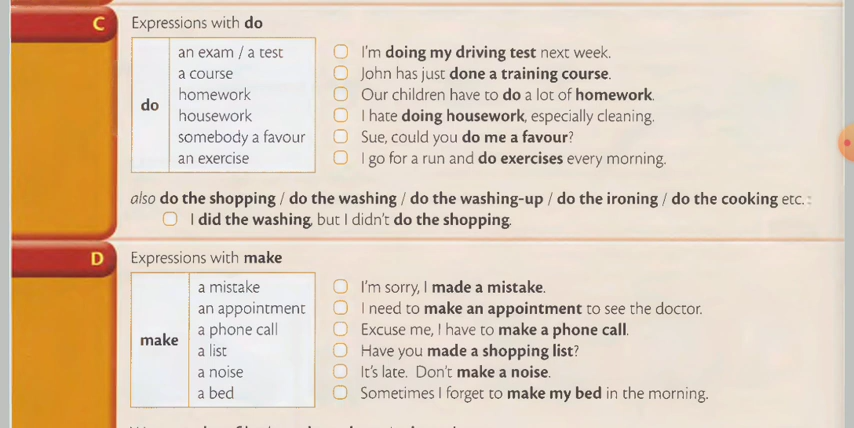 C Expressions with do
an exam / a test I'm doing my driving test next week.
a course John has just done a training course.
homework Our children have to do a lot of homework.
do housework I hate doing housework, especially cleaning.
somebody a favour Sue, could you do me a favour?
an exercise I go for a run and do exercises every morning.
also do the shopping / do the washing / do the washing-up / do the ironing / do the cooking etc. :
I did the washing, but I didn't do the shopping.
D Expressions with make
a mistake I'm sorry, I made a mistake.
an appointment I need to make an appointment to see the doctor.
a phone call Excuse me, I have to make a phone call.
make a list Have you made a shopping list?
a noise It's late. Don't make a noise.
a bed Sometimes I forget to make my bed in the morning.